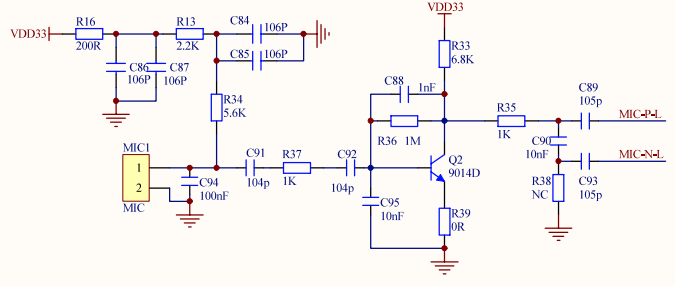 VDD33
R16
200R
R13
2.2K
C84
106P
C85
106P
C86
106P
C87
106P
R34
5.6K
MIC1
1
2
MIC
C94
100nF
C91
104p
R37
1K
C92
104p
C88
1nF
R36 1M
C95
10nF
VDD33
R33
6.8K
Q2
9014D
R39
0R
R35
1K
C89
105p
MIC-P-L
C90
10nF
MIC-N-L
R38
NC
C93
105p